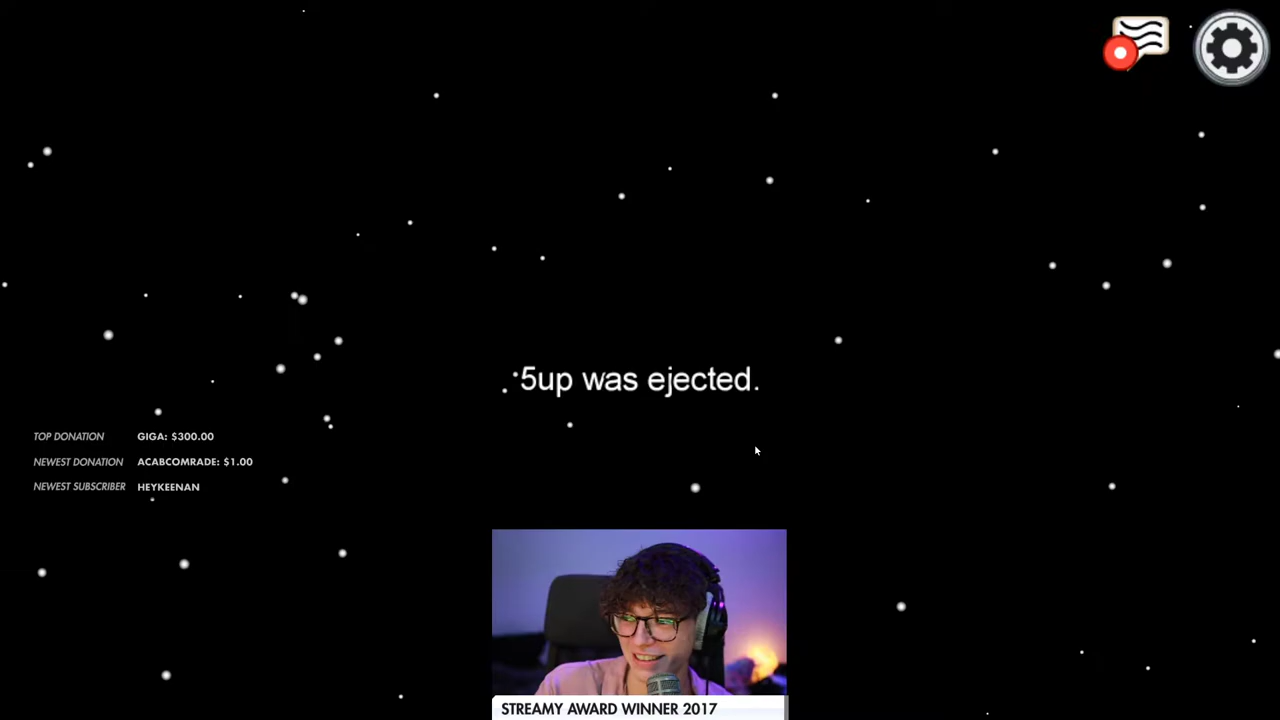 5up was ejected.
TOP DONATION GIGA: $300.00
NEWEST DONATION ACABCOMRADE: $1.00
NEWEST SUBSCRIBER HEYKEENAN
STREAMY AWARD WINNER 2017